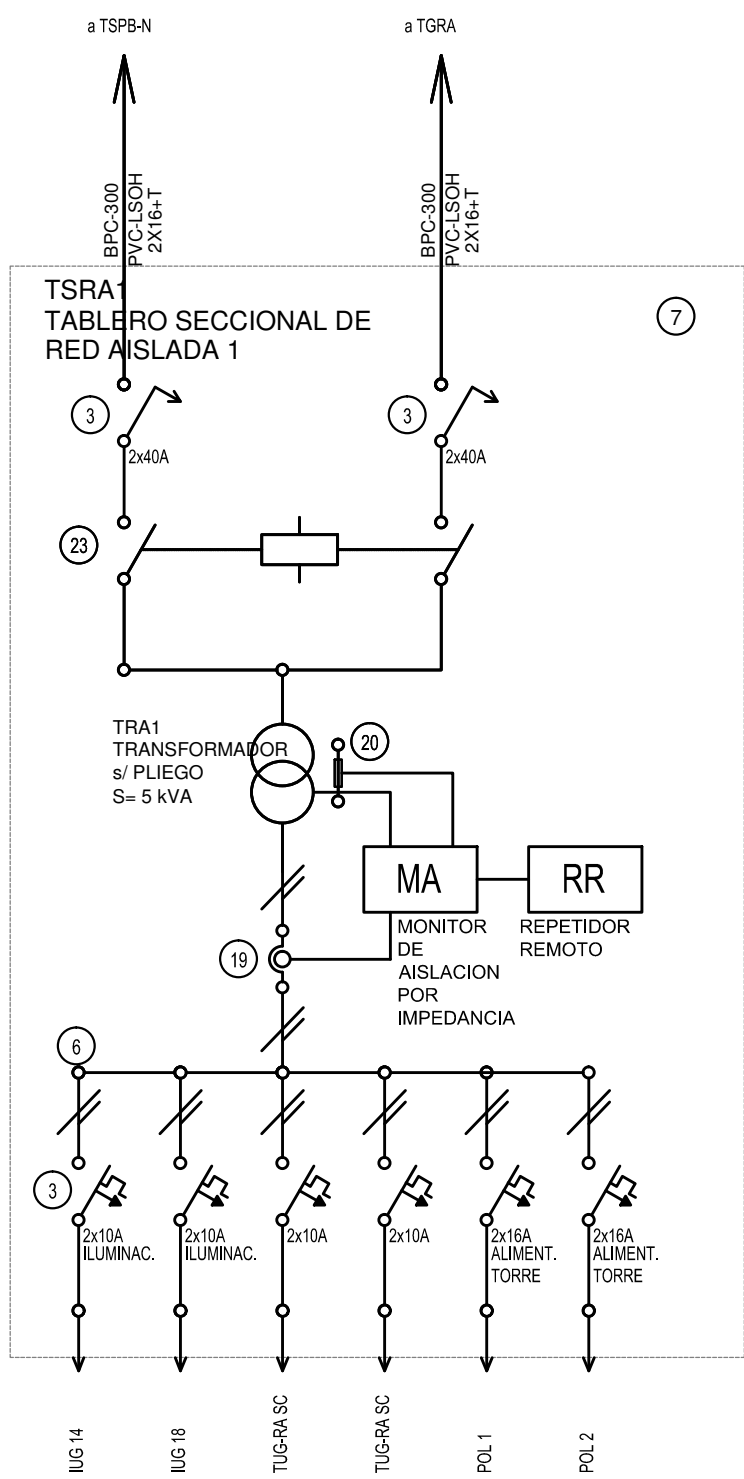 a TSPB-N
a TGRA
BPC-300
PVC-LSOH
2X16+T
BPC-300
PVC-LSOH
2X16+T
TSRA1
TABLERO SECCIONAL DE
RED AISLADA 1
7
3
2x40A
3
2x40A
23
TRA1
TRANSFORMADOR
s/ PLIEGO
S= 5 kVA
20
MA
RR
MONITOR
DE
AISLACION
POR
IMPEDANCIA
REPETIDOR
REMOTO
19
6
3
2x10A
ILUMINAC.
2x10A
ILUMINAC.
2x10A
2x10A
2x16A
ALIMENT.
TORRE
2x16A
ALIMENT.
TORRE
IUG 14
IUG 18
TUG-RA SC
TUG-RA SC
POL 1
POL 2